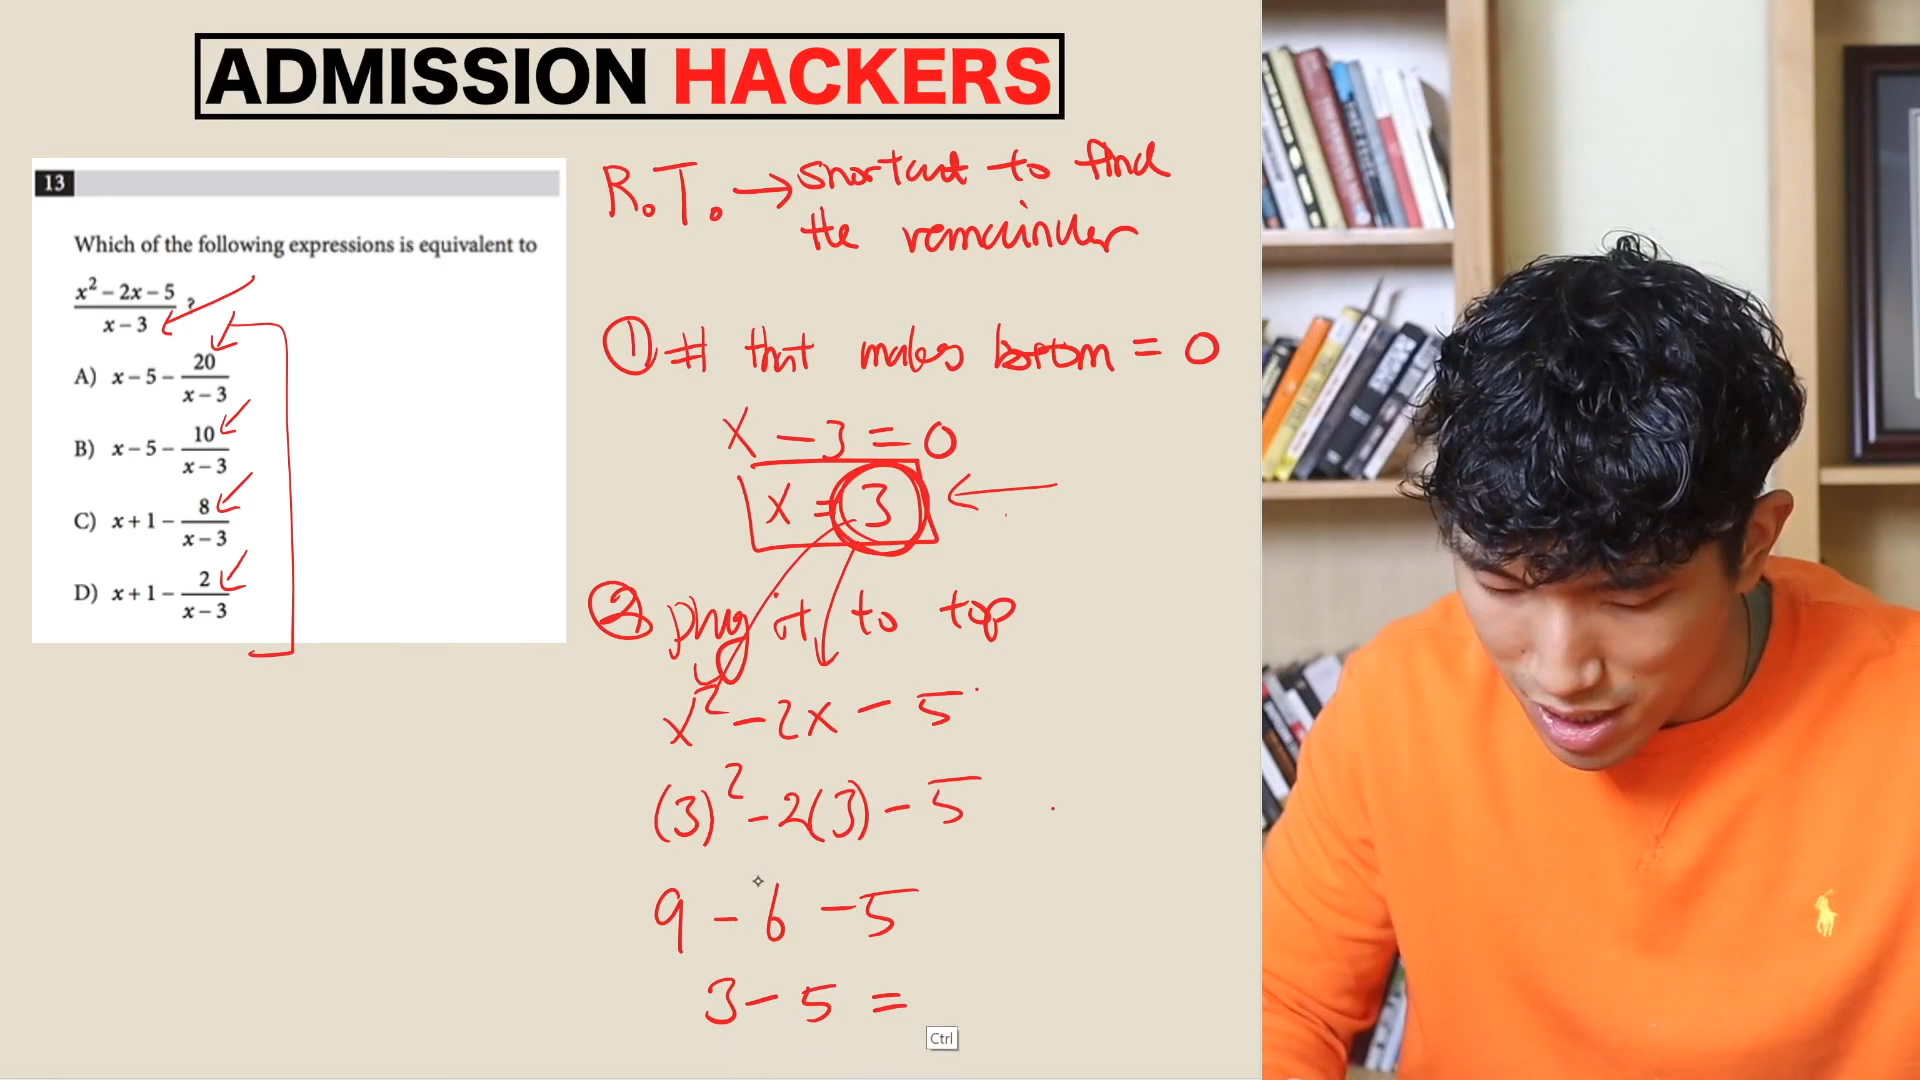 ADMISSION HACKERS
13
Which of the following expressions is equivalent to
x² – 2x – 5 / x – 3 ?
A) x – 5 – 20 / x – 3
B) x – 5 – 10 / x – 3
C) x + 1 – 8 / x – 3
D) x + 1 – 2 / x – 3
R.T. → shortcut to find
the remainder
① # that makes bottom = 0
x – 3 = 0
x = 3
② plug it to top
x² – 2x – 5
(3)² – 2(3) – 5
9 – 6 – 5
3 – 5 =
Ctrl